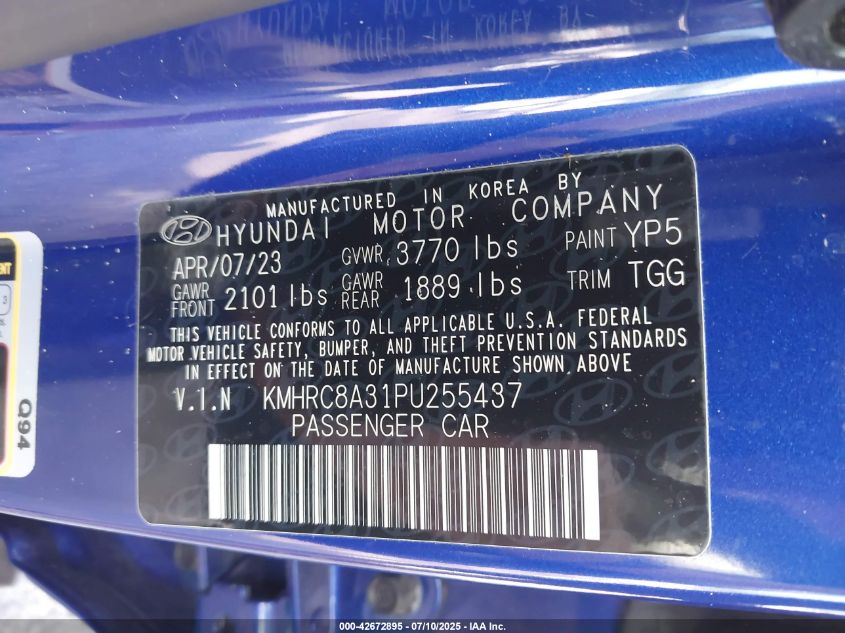 MANUFACTURED IN KOREA BY
HYUNDAI MOTOR COMPANY
APR/07/23 GVWR 3770 lbs PAINT YP5
GAWR FRONT 2101 lbs GAWR REAR 1889 lbs TRIM TGG
THIS VEHICLE CONFORMS TO ALL APPLICABLE U.S.A. FEDERAL
MOTOR VEHICLE SAFETY, BUMPER, AND THEFT PREVENTION STANDARDS
IN EFFECT ON THE DATE OF MANUFACTURE SHOWN ABOVE
V.I.N KMHRC8A31PU255437
PASSENGER CAR
Q94
000-42672895 - 07/10/2025 - IAA Inc.